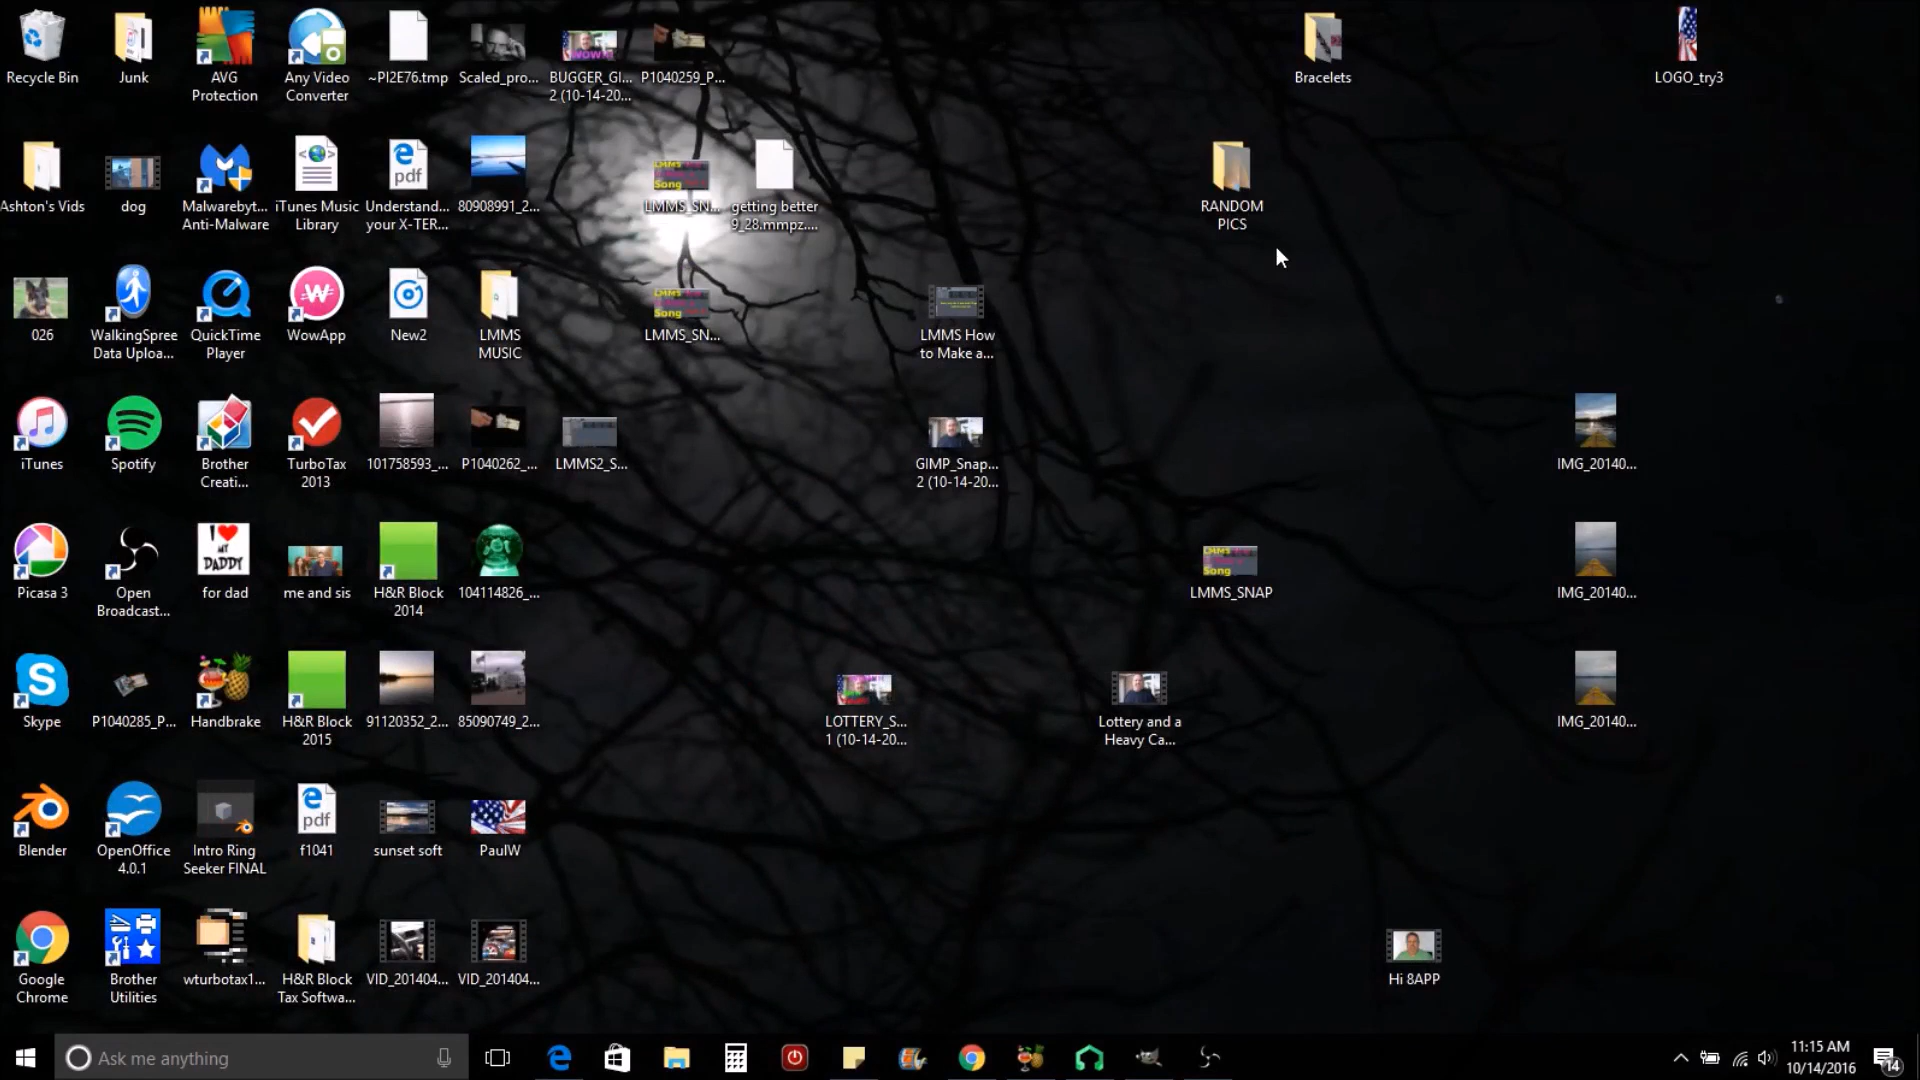 Recycle Bin
Junk
AVG
Protection
Any Video
Converter
~PI2E76.tmp
Scaled_pro...
BUGGER_GI...
2 (10-14-20...
P1040259_P...
Bracelets
LOGO_try3
Ashton's Vids
dog
Malwarebyt...
Anti-Malware
iTunes Music
Library
Understand...
your X-TER...
80908991_2...
LMMS_SN...
getting better
9_28.mmpz....
RANDOM
PICS
026
WalkingSpree
Data Uploa...
QuickTime
Player
WowApp
New2
LMMS
MUSIC
LMMS_SN...
LMMS How
to Make a...
iTunes
Spotify
Brother
Creati...
TurboTax
2013
101758593_...
P1040262_...
LMMS2_S...
GIMP_Snap...
2 (10-14-20...
IMG_20140...
Picasa 3
Open
Broadcast...
I MY
DADDY
for dad
me and sis
H&R Block
2014
104114826_...
LMMS
Song
LMMS_SNAP
IMG_20140...
Skype
P1040285_P...
Handbrake
H&R Block
2015
91120352_2...
85090749_2...
LOTTERY_S...
1 (10-14-20...
Lottery and a
Heavy Ca...
IMG_20140...
Blender
OpenOffice
4.0.1
Intro Ring
Seeker FINAL
pdf
f1041
sunset soft
PaulW
Google
Chrome
Brother
Utilities
wturbotax1...
H&R Block
Tax Softwa...
VID_201404...
VID_201404...
Hi 8APP
Ask me anything
11:15 AM
10/14/2016
14